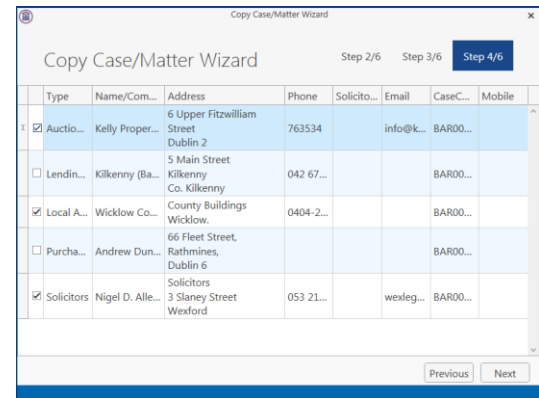 Copy Case/Matter Wizard
Copy Case/Matter Wizard Step 2/6 Step 3/6 Step 4/6
Type Name/Com... Address Phone Solicito... Email CaseC... Mobile
Auctio... Kelly Proper... 6 Upper Fitzwilliam
Street
Dublin 2 763534 info@k... BAR00...
Lendin... Kilkenny (Ba... 5 Main Street
Kilkenny
Co. Kilkenny 042 67... BAR00...
Local A... Wicklow Co... County Buildings
Wicklow. 0404-2... BAR00...
Purcha... Andrew Dun... 66 Fleet Street,
Rathmines,
Dublin 6 BAR00...
Solicitors Nigel D. Alle... Solicitors
3 Slaney Street
Wexford 053 21... wexleg... BAR00...
Previous Next